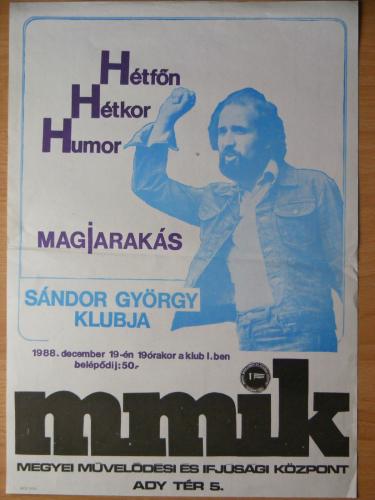 Hétfőn
Hétkor
Humor
MAGJARAKÁS
SÁNDOR GYÖRGY
KLUBJA
1988. december 19-én 19órakor a klub I.ben
belépődíj: 50.-
mmik
MEGYEI MŰVELŐDÉSI ÉS IFJÚSÁGI KÖZPONT
ADY TÉR 5.